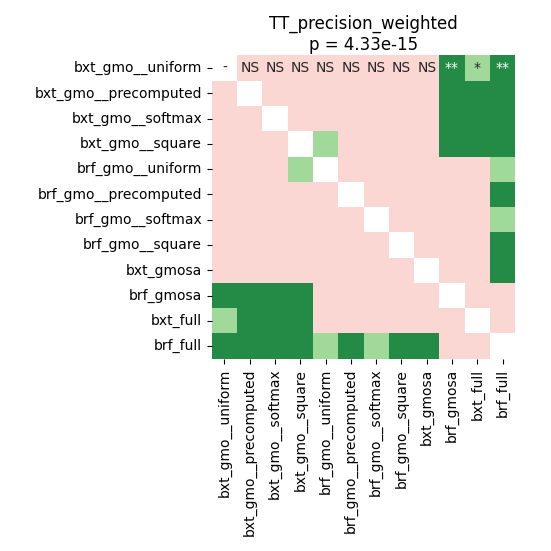 TT_precision_weighted
p = 4.33e-15
bxt_gmo__uniform - NS NS NS NS NS NS NS NS ** * **
bxt_gmo__precomputed
bxt_gmo__softmax
bxt_gmo__square
brf_gmo__uniform
brf_gmo__precomputed
brf_gmo__softmax
brf_gmo__square
bxt_gmosa
brf_gmosa
bxt_full
brf_full
bxt_gmo__uniform
bxt_gmo__precomputed
bxt_gmo__softmax
bxt_gmo__square
brf_gmo__uniform
brf_gmo__precomputed
brf_gmo__softmax
brf_gmo__square
bxt_gmosa
brf_gmosa
bxt_full
brf_full